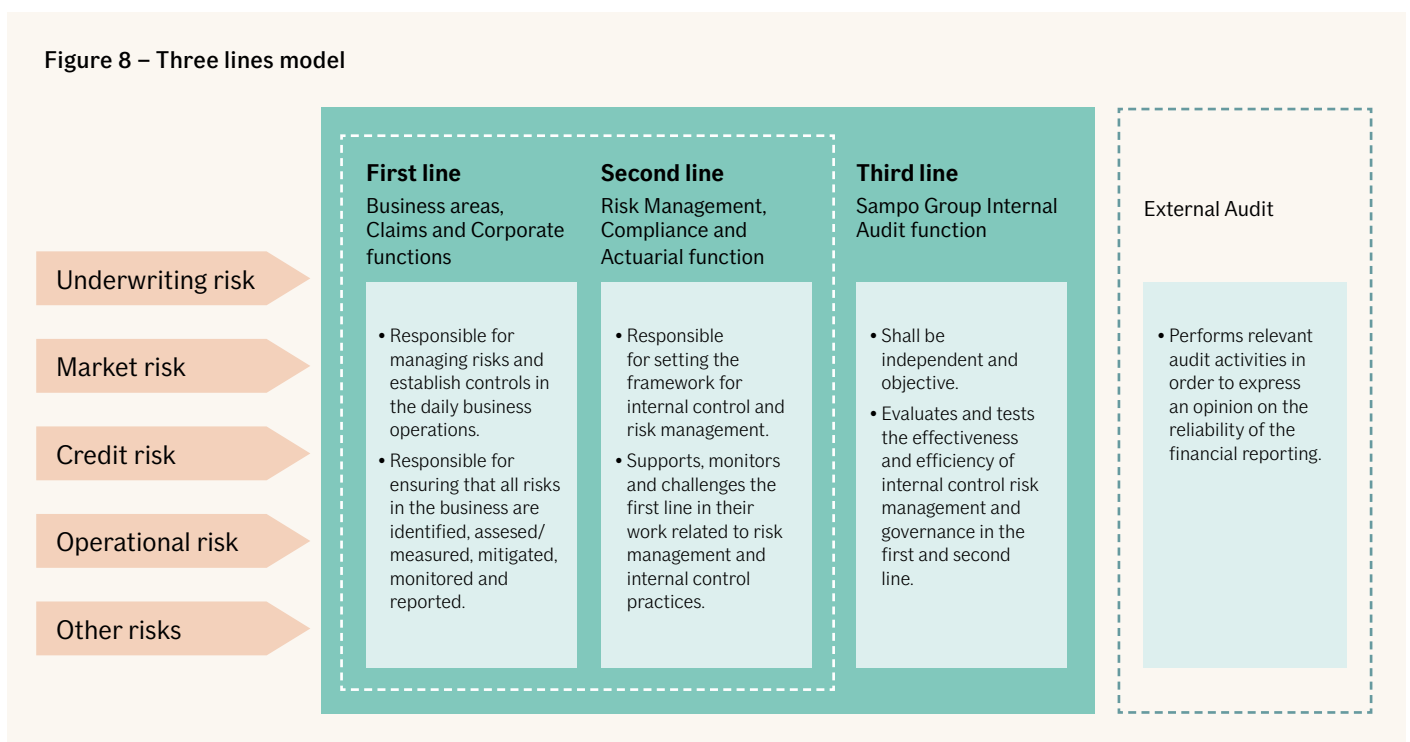 Figure 8 – Three lines model
Underwriting risk
Market risk
Credit risk
Operational risk
Other risks
First line
Business areas,
Claims and Corporate
functions
• Responsible for
managing risks and
establish controls in
the daily business
operations.
• Responsible for
ensuring that all risks
in the business are
identified, assesed/
measured, mitigated,
monitored and
reported.
Second line
Risk Management,
Compliance and
Actuarial function
• Responsible
for setting the
framework for
internal control and
risk management.
• Supports, monitors
and challenges the
first line in their
work related to risk
management and
internal control
practices.
Third line
Sampo Group Internal
Audit function
• Shall be
independent and
objective.
• Evaluates and tests
the effectiveness
and efficiency of
internal control risk
management and
governance in the
first and second
line.
External Audit
• Performs relevant
audit activities in
order to express
an opinion on the
reliability of the
financial reporting.